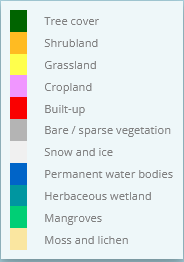 Tree cover
Shrubland
Grassland
Cropland
Built-up
Bare / sparse vegetation
Snow and ice
Permanent water bodies
Herbaceous wetland
Mangroves
Moss and lichen